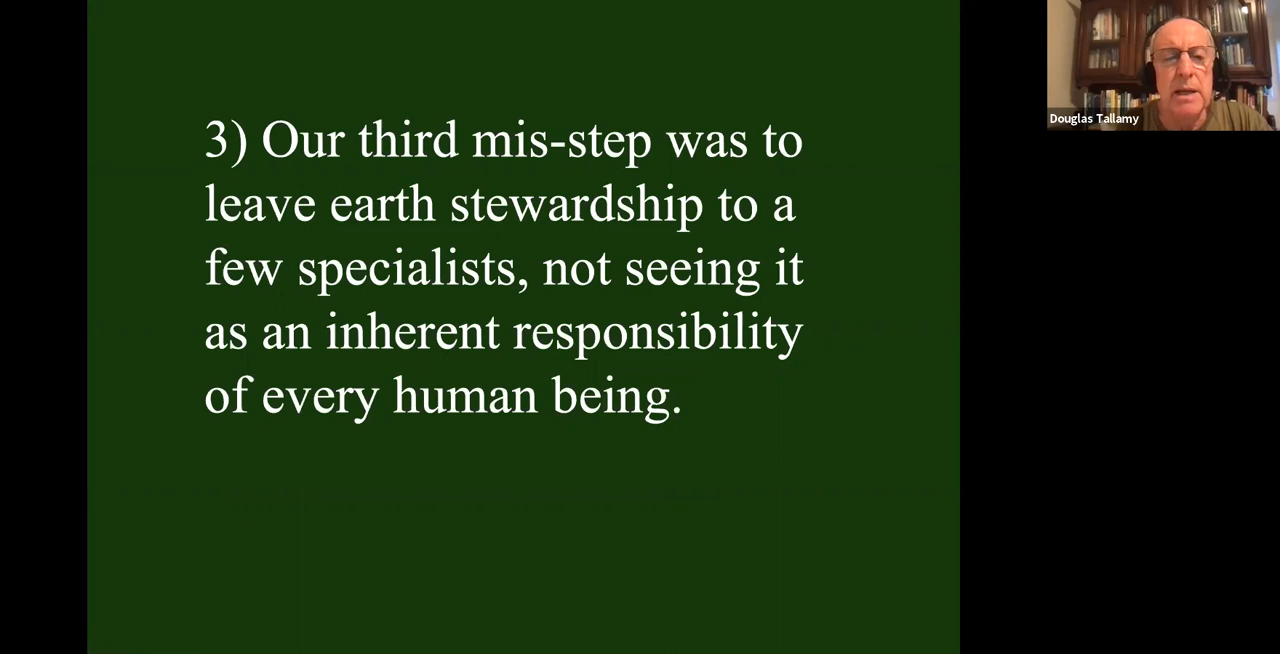 3) Our third mis-step was to
leave earth stewardship to a
few specialists, not seeing it
as an inherent responsibility
of every human being.
Douglas Tallamy